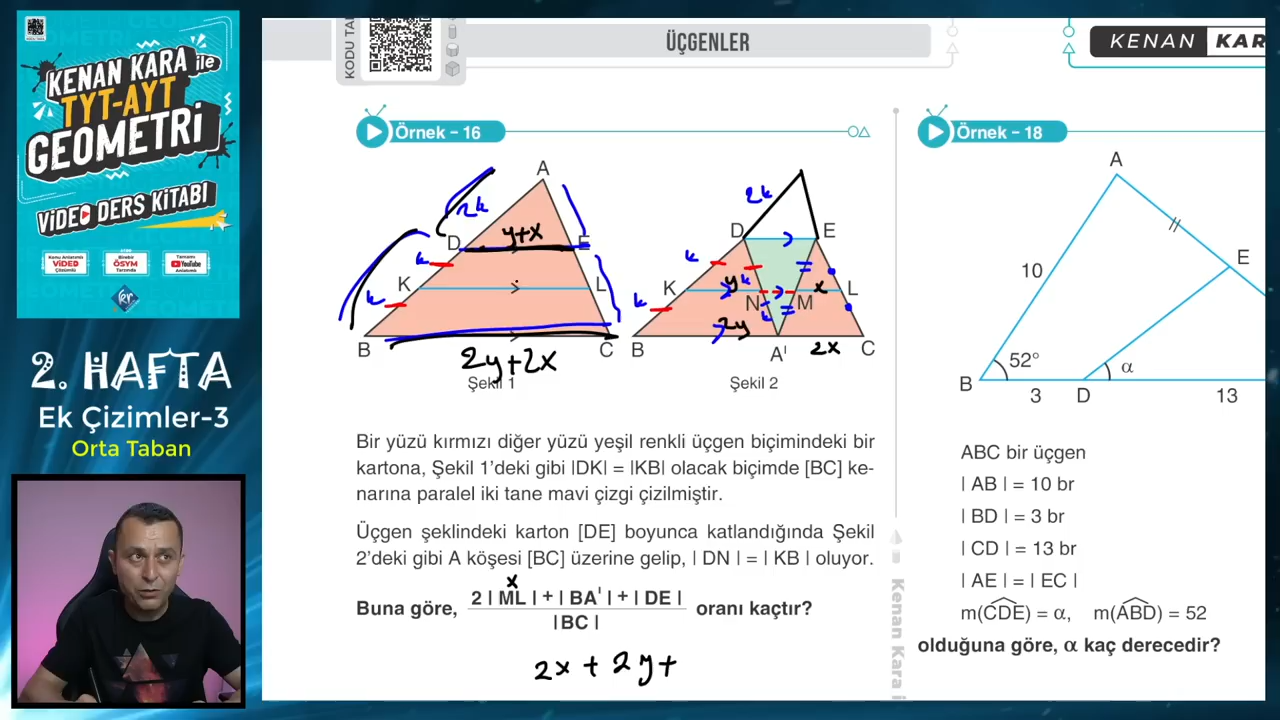 KENAN KARA ile
TYT-AYT
GEOMETRİ
VİDEO DERS KİTABI
2. HAFTA
Ek Çizimler-3
Orta Taban
KODU TA
ÜÇGENLER
KENAN KAR
Örnek – 16
A
D
E
K
L
B
C
2k
k
k
y+x
2y+2x
Şekil 1
D
E
K
L
N
M
B
A'
C
2k
k
k
y
k
k
x
2y
2x
Şekil 2
Bir yüzü kırmızı diğer yüzü yeşil renkli üçgen biçimindeki bir
kartona, Şekil 1'deki gibi |DK| = |KB| olacak biçimde [BC] ke-
narına paralel iki tane mavi çizgi çizilmiştir.
Üçgen şeklindeki karton [DE] boyunca katlandığında Şekil
2'deki gibi A köşesi [BC] üzerine gelip, | DN | = | KB | oluyor.
x
Buna göre, 2 | ML | + | BA' | + | DE | / | BC | oranı kaçtır?
2x + 2y+
Kenan Kara
Örnek – 18
A
10
E
52°
α
B
3
D
13
ABC bir üçgen
| AB | = 10 br
| BD | = 3 br
| CD | = 13 br
| AE | = | EC |
m(CDE) = α, m(ABD) = 52
olduğuna göre, α kaç derecedir?